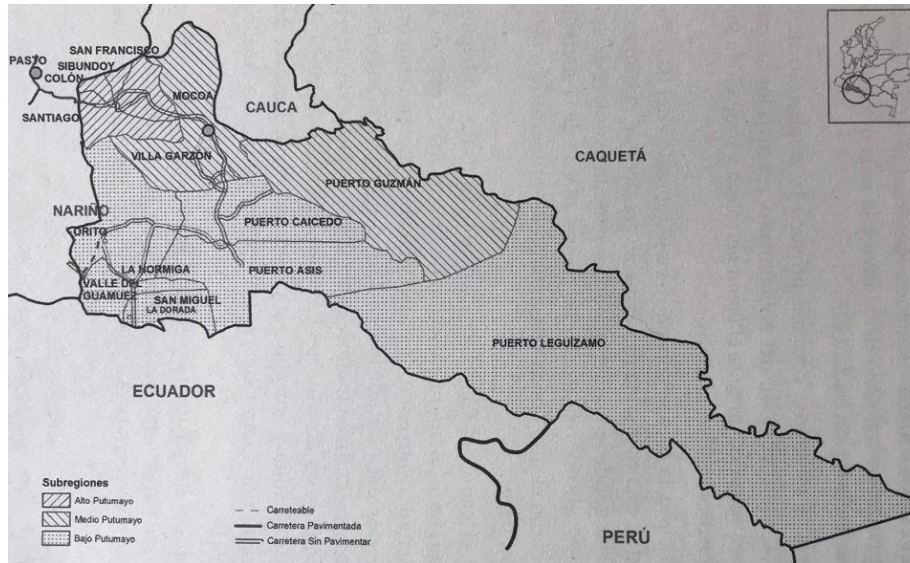 SAN FRANCISCO
PASTO
SIBUNDOY
COLÓN
MOCOA
CAUCA
SANTIAGO
CAQUETÁ
VILLA GARZÓN
PUERTO GUZMÁN
NARIÑO
PUERTO CAICEDO
ORITO
LA HORMIGA
PUERTO ASIS
VALLE DEL
GUAMUEZ
SAN MIGUEL
LA DORADA
PUERTO LEGUÍZAMO
ECUADOR
PERÚ
Subregiones
Alto Putumayo
Medio Putumayo
Bajo Putumayo
Carreteable
Carretera Pavimentada
Carretera Sin Pavimentar